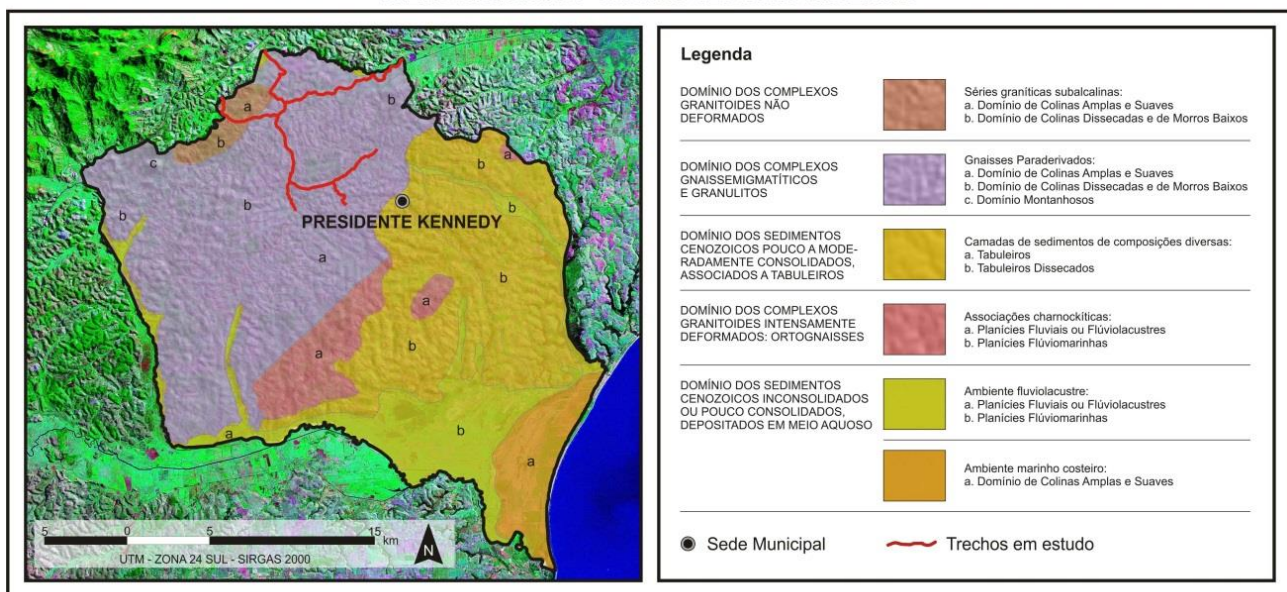 a
b
b
c
b
a
b
b
b
PRESIDENTE KENNEDY
a
b
a
b
a
b
a
a
5
0
5
15
km
N
UTM - ZONA 24 SUL - SIRGAS 2000
Legenda
DOMÍNIO DOS COMPLEXOS
GRANITOIDES NÃO
DEFORMADOS
Séries graníticas subalcalinas:
a. Domínio de Colinas Amplas e Suaves
b. Domínio de Colinas Dissecadas e de Morros Baixos
DOMÍNIO DOS COMPLEXOS
GNAISSEMIGMATÍTICOS
E GRANULITOS
Gnaisses Paraderivados:
a. Domínio de Colinas Amplas e Suaves
b. Domínio de Colinas Dissecadas e de Morros Baixos
c. Domínio Montanhosos
DOMÍNIO DOS SEDIMENTOS
CENOZOICOS POUCO A MODE-
RADAMENTE CONSOLIDADOS,
ASSOCIADOS A TABULEIROS
Camadas de sedimentos de composições diversas:
a. Tabuleiros
b. Tabuleiros Dissecados
DOMÍNIO DOS COMPLEXOS
GRANITOIDES INTENSAMENTE
DEFORMADOS: ORTOGNAISSES
Associações charnockíticas:
a. Planícies Fluviais ou Flúviolacustres
b. Planícies Flúviomarinhas
DOMÍNIO DOS SEDIMENTOS
CENOZOICOS INCONSOLIDADOS
OU POUCO CONSOLIDADOS,
DEPOSITADOS EM MEIO AQUOSO
Ambiente fluviolacustre:
a. Planícies Fluviais ou Flúviolacustres
b. Planícies Flúviomarinhas
Ambiente marinho costeiro:
a. Domínio de Colinas Amplas e Suaves
Sede Municipal
Trechos em estudo